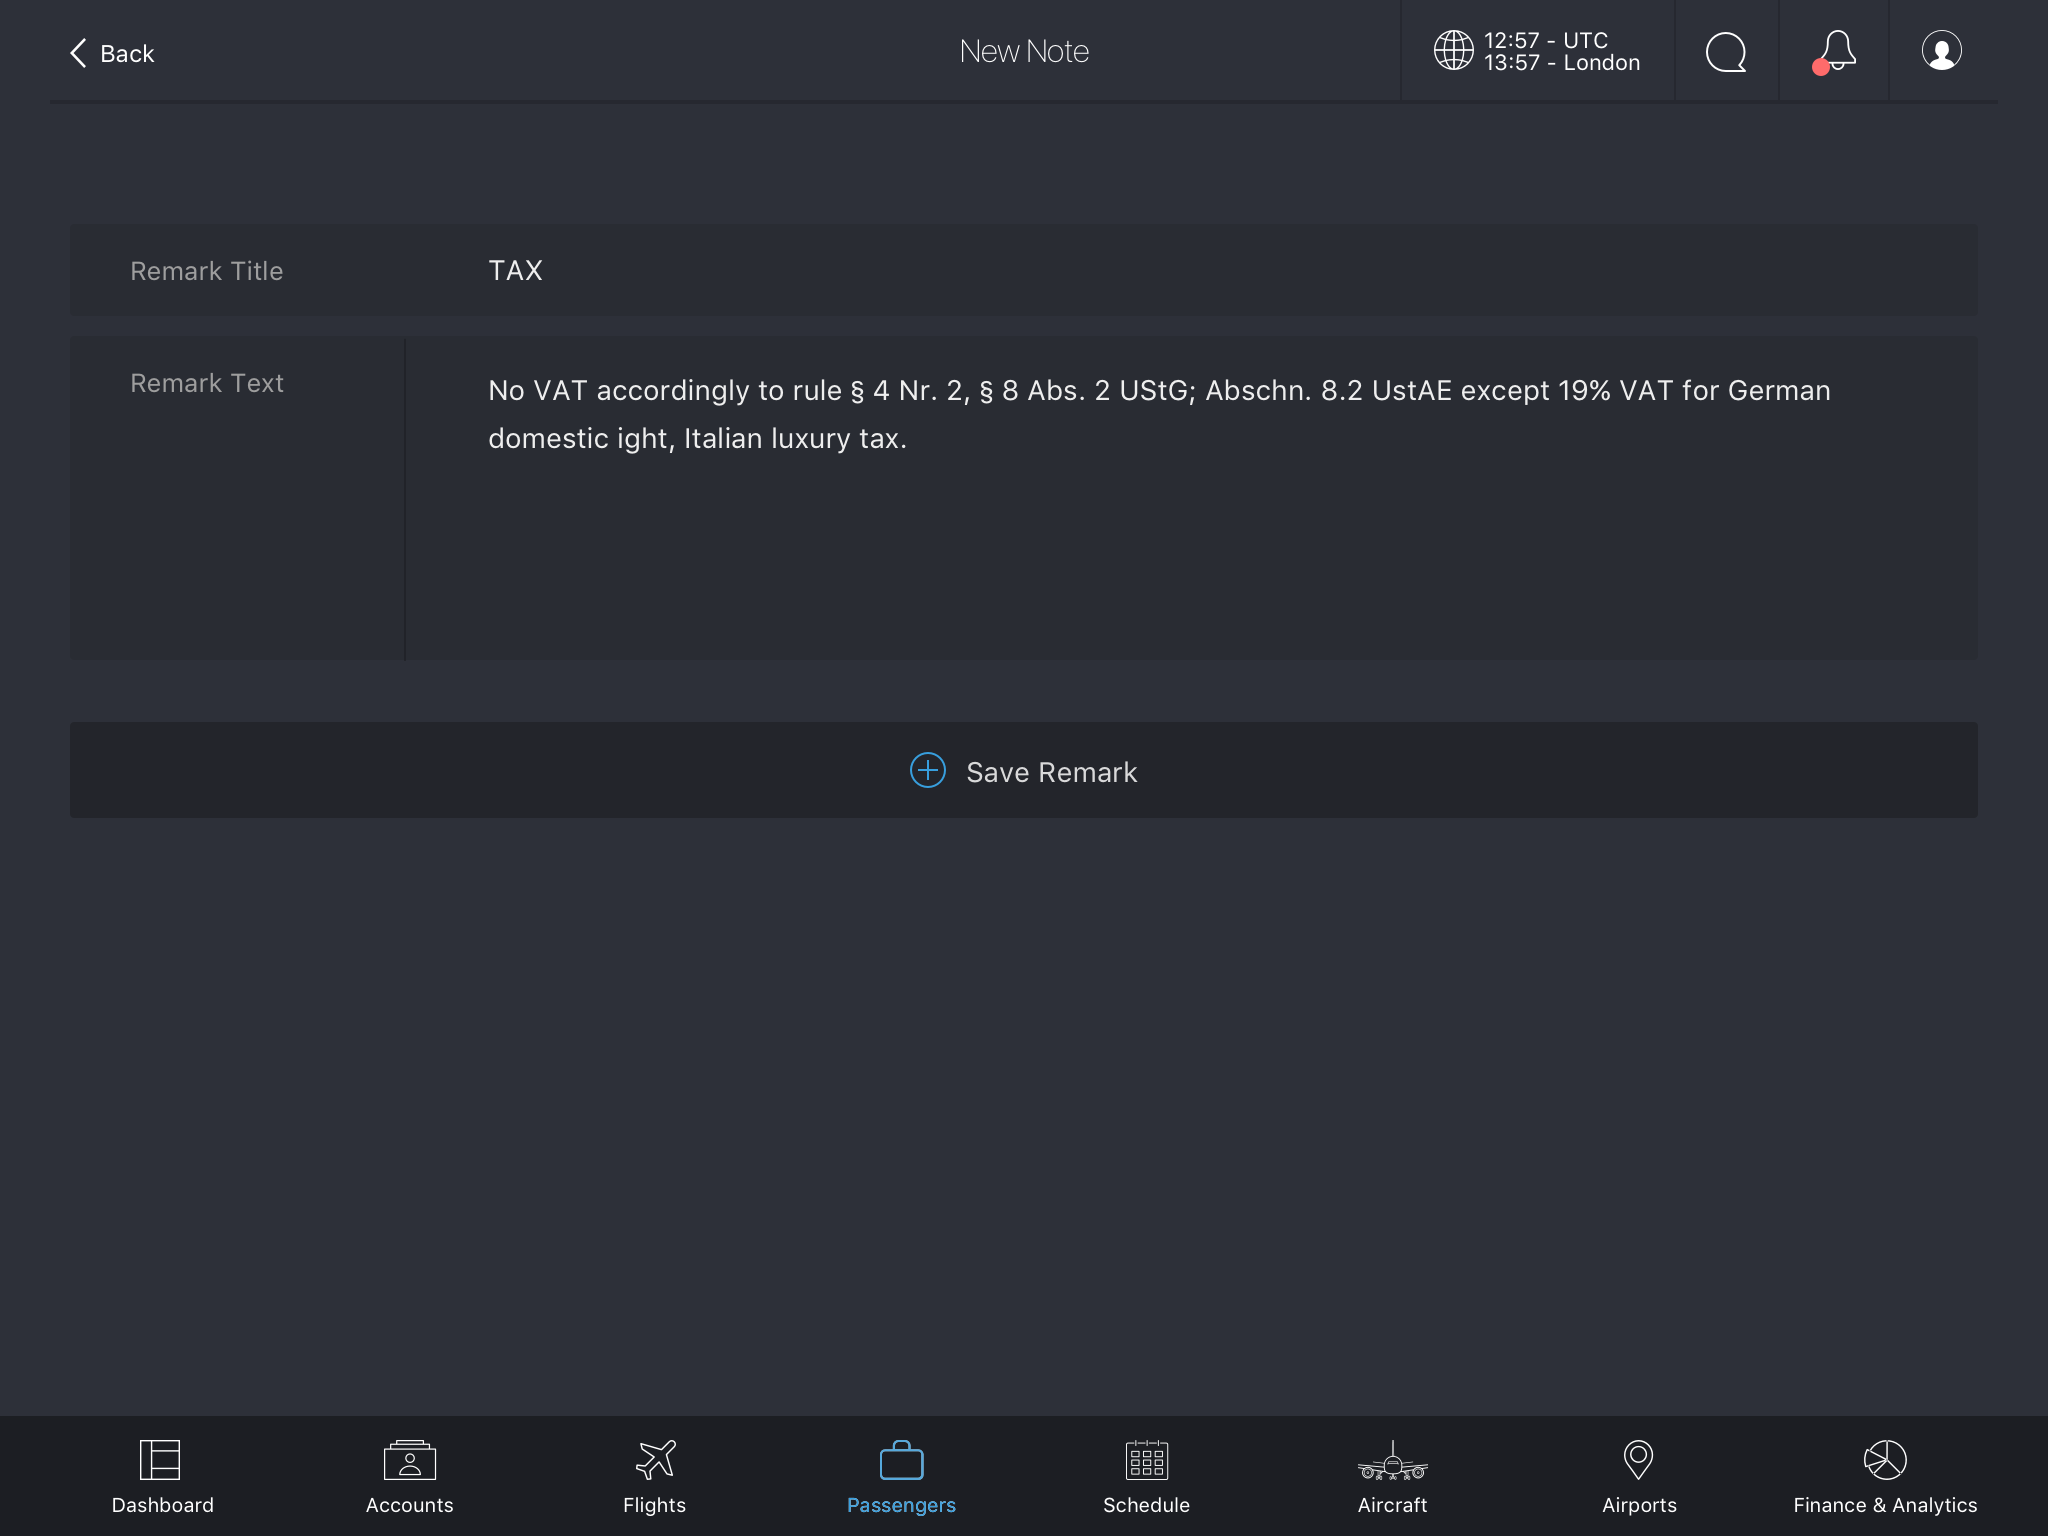 Back
New Note
12:57 - UTC
13:57 - London
Remark Title
TAX
Remark Text
No VAT accordingly to rule § 4 Nr. 2, § 8 Abs. 2 UStG; Abschn. 8.2 UstAE except 19% VAT for German
domestic ight, Italian luxury tax.
Save Remark
Dashboard
Accounts
Flights
Passengers
Schedule
Aircraft
Airports
Finance & Analytics